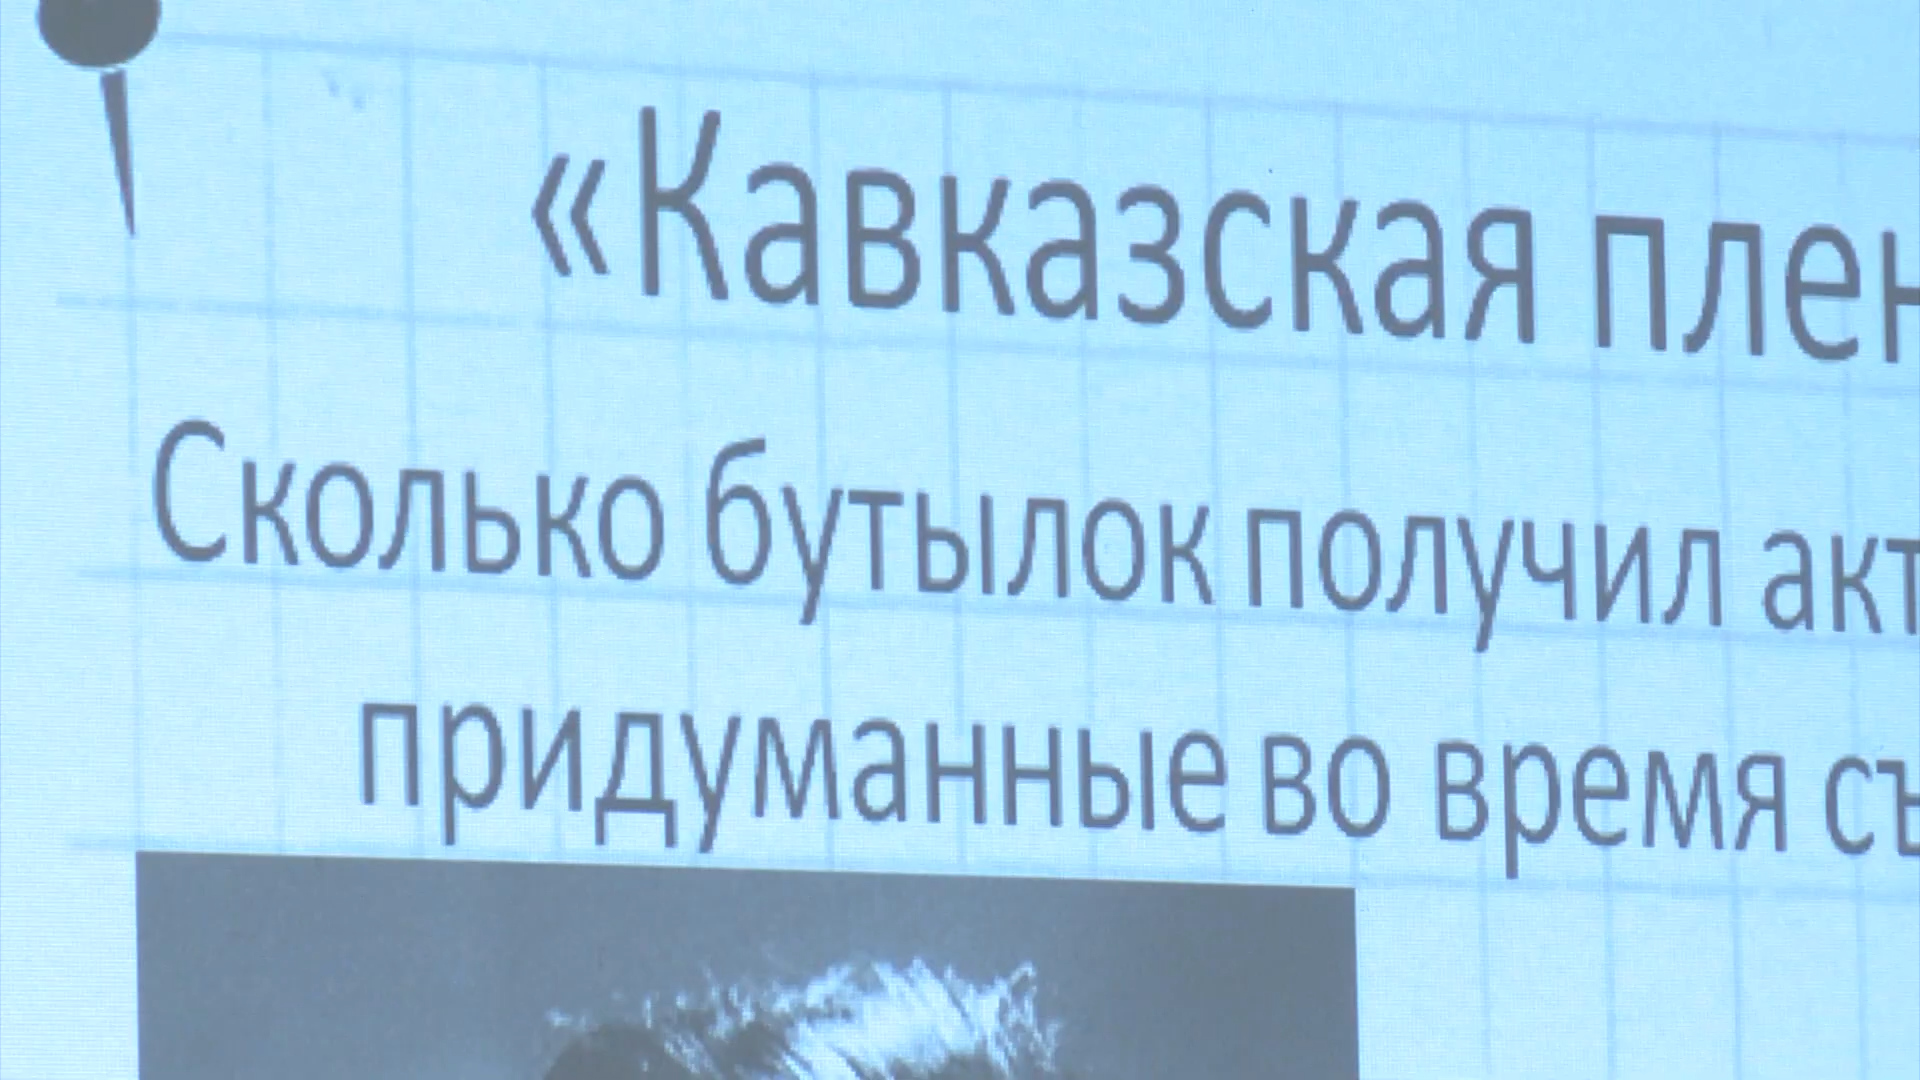 «Кавказская плен
Сколько бутылок получил акт
придуманные во время съ